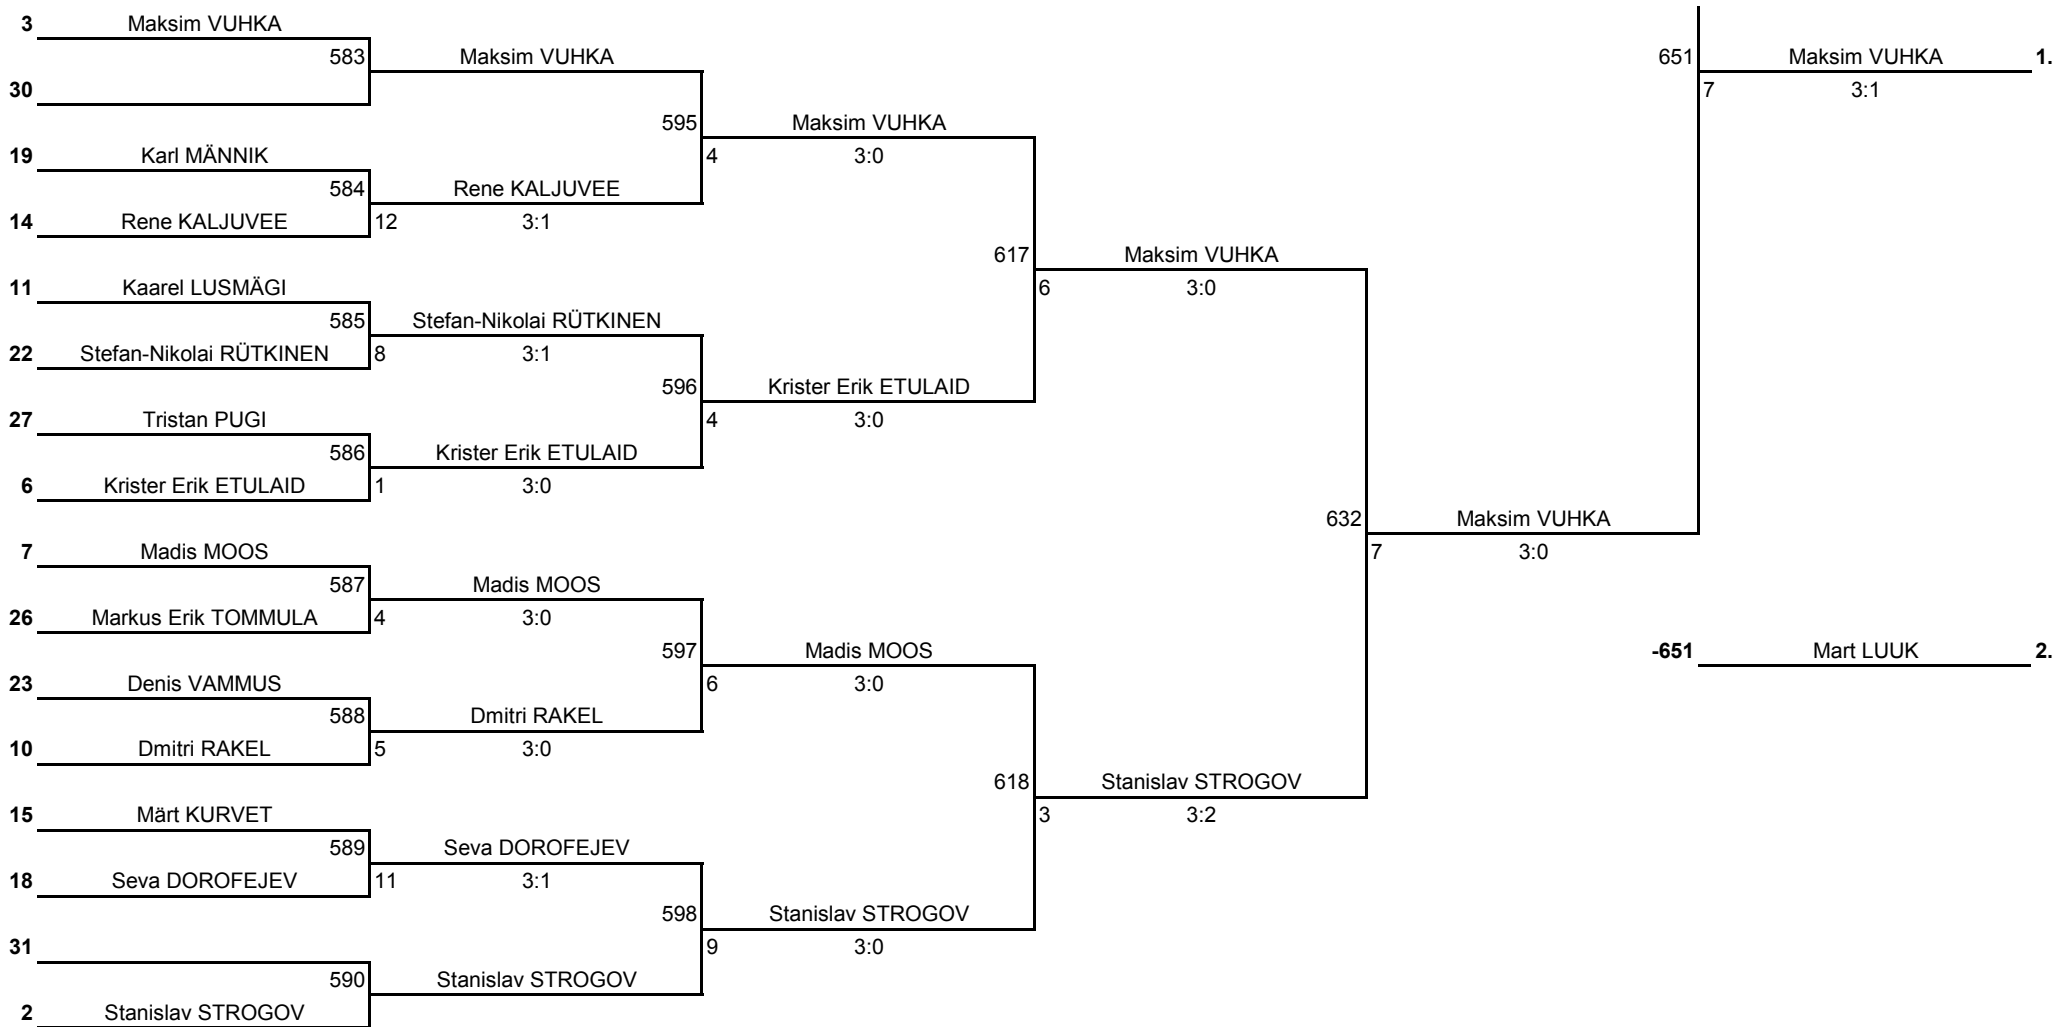 3 Maksim VUHKA
583 Maksim VUHKA 651 Maksim VUHKA 1.
30 7 3:1
595 Maksim VUHKA
19 Karl MÄNNIK 4 3:0
584 Rene KALJUVEE
14 Rene KALJUVEE 12 3:1
617 Maksim VUHKA
11 Kaarel LUSMÄGI 6 3:0
585 Stefan-Nikolai RÜTKINEN
22 Stefan-Nikolai RÜTKINEN 8 3:1
596 Krister Erik ETULAID
27 Tristan PUGI 4 3:0
586 Krister Erik ETULAID
6 Krister Erik ETULAID 1 3:0
632 Maksim VUHKA
7 Madis MOOS 7 3:0
587 Madis MOOS
26 Markus Erik TOMMULA 4 3:0
597 Madis MOOS -651 Mart LUUK 2.
23 Denis VAMMUS 6 3:0
588 Dmitri RAKEL
10 Dmitri RAKEL 5 3:0
618 Stanislav STROGOV
15 Märt KURVET 3 3:2
589 Seva DOROFEJEV
18 Seva DOROFEJEV 11 3:1
598 Stanislav STROGOV
31 9 3:0
590 Stanislav STROGOV
2 Stanislav STROGOV